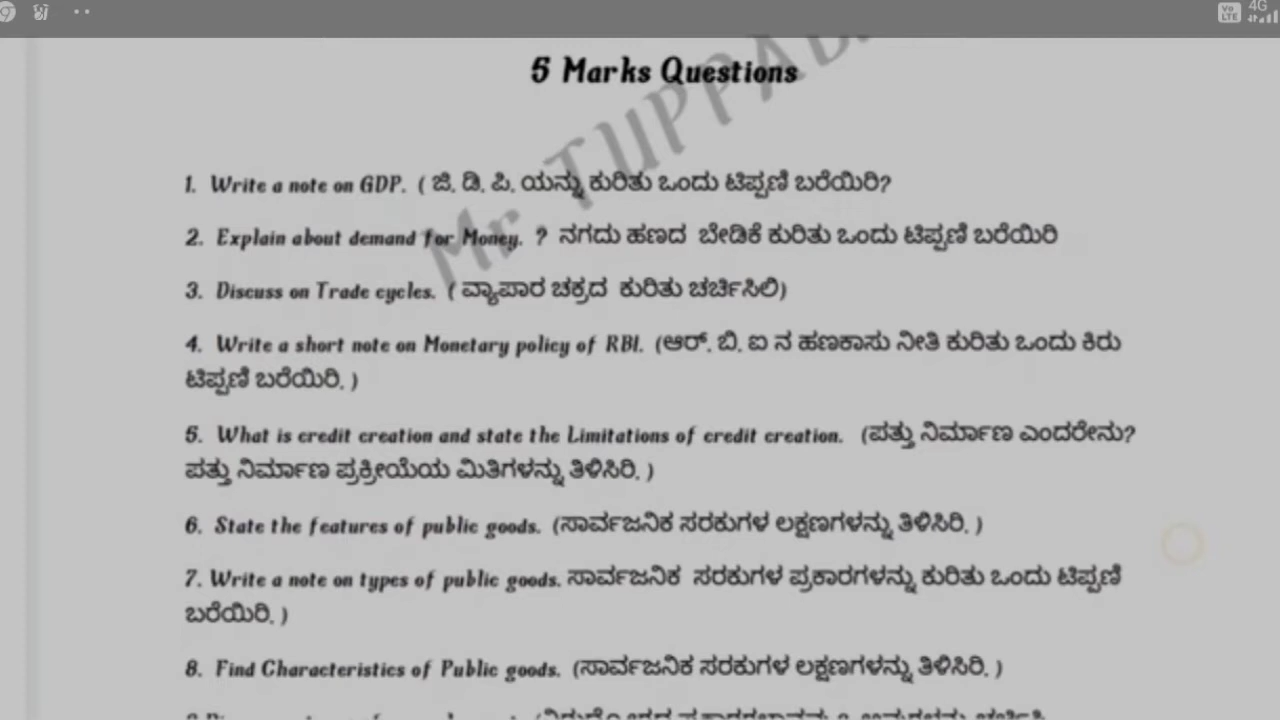 Vo LTE 4G
5 Marks Questions
Mr TUPPAD
1. Write a note on GDP. ( ಜಿ. ಡಿ. ಪಿ. ಯನ್ನು ಕುರಿತು ಒಂದು ಟಿಪ್ಪಣಿ ಬರೆಯಿರಿ?
2. Explain about demand for Money. ? ನಗದು ಹಣದ ಬೇಡಿಕೆ ಕುರಿತು ಒಂದು ಟಿಪ್ಪಣಿ ಬರೆಯಿರಿ
3. Discuss on Trade cycles. ( ವ್ಯಾಪಾರ ಚಕ್ರದ ಕುರಿತು ಚರ್ಚಿಸಿಲಿ)
4. Write a short note on Monetary policy of RBI. (ಆರ್. ಬಿ. ಐ ನ ಹಣಕಾಸು ನೀತಿ ಕುರಿತು ಒಂದು ಕಿರು
ಟಿಪ್ಪಣಿ ಬರೆಯಿರಿ. )
5. What is credit creation and state the Limitations of credit creation. (ಪತ್ತು ನಿರ್ಮಾಣ ಎಂದರೇನು?
ಪತ್ತು ನಿರ್ಮಾಣ ಪ್ರಕ್ರೀಯೆಯ ಮಿತಿಗಳನ್ನು ತಿಳಿಸಿರಿ. )
6. State the features of public goods. (ಸಾರ್ವಜನಿಕ ಸರಕುಗಳ ಲಕ್ಷಣಗಳನ್ನು ತಿಳಿಸಿರಿ. )
7. Write a note on types of public goods. ಸಾರ್ವಜನಿಕ ಸರಕುಗಳ ಪ್ರಕಾರಗಳನ್ನು ಕುರಿತು ಒಂದು ಟಿಪ್ಪಣಿ
ಬರೆಯಿರಿ. )
8. Find Characteristics of Public goods. (ಸಾರ್ವಜನಿಕ ಸರಕುಗಳ ಲಕ್ಷಣಗಳನ್ನು ತಿಳಿಸಿರಿ. )